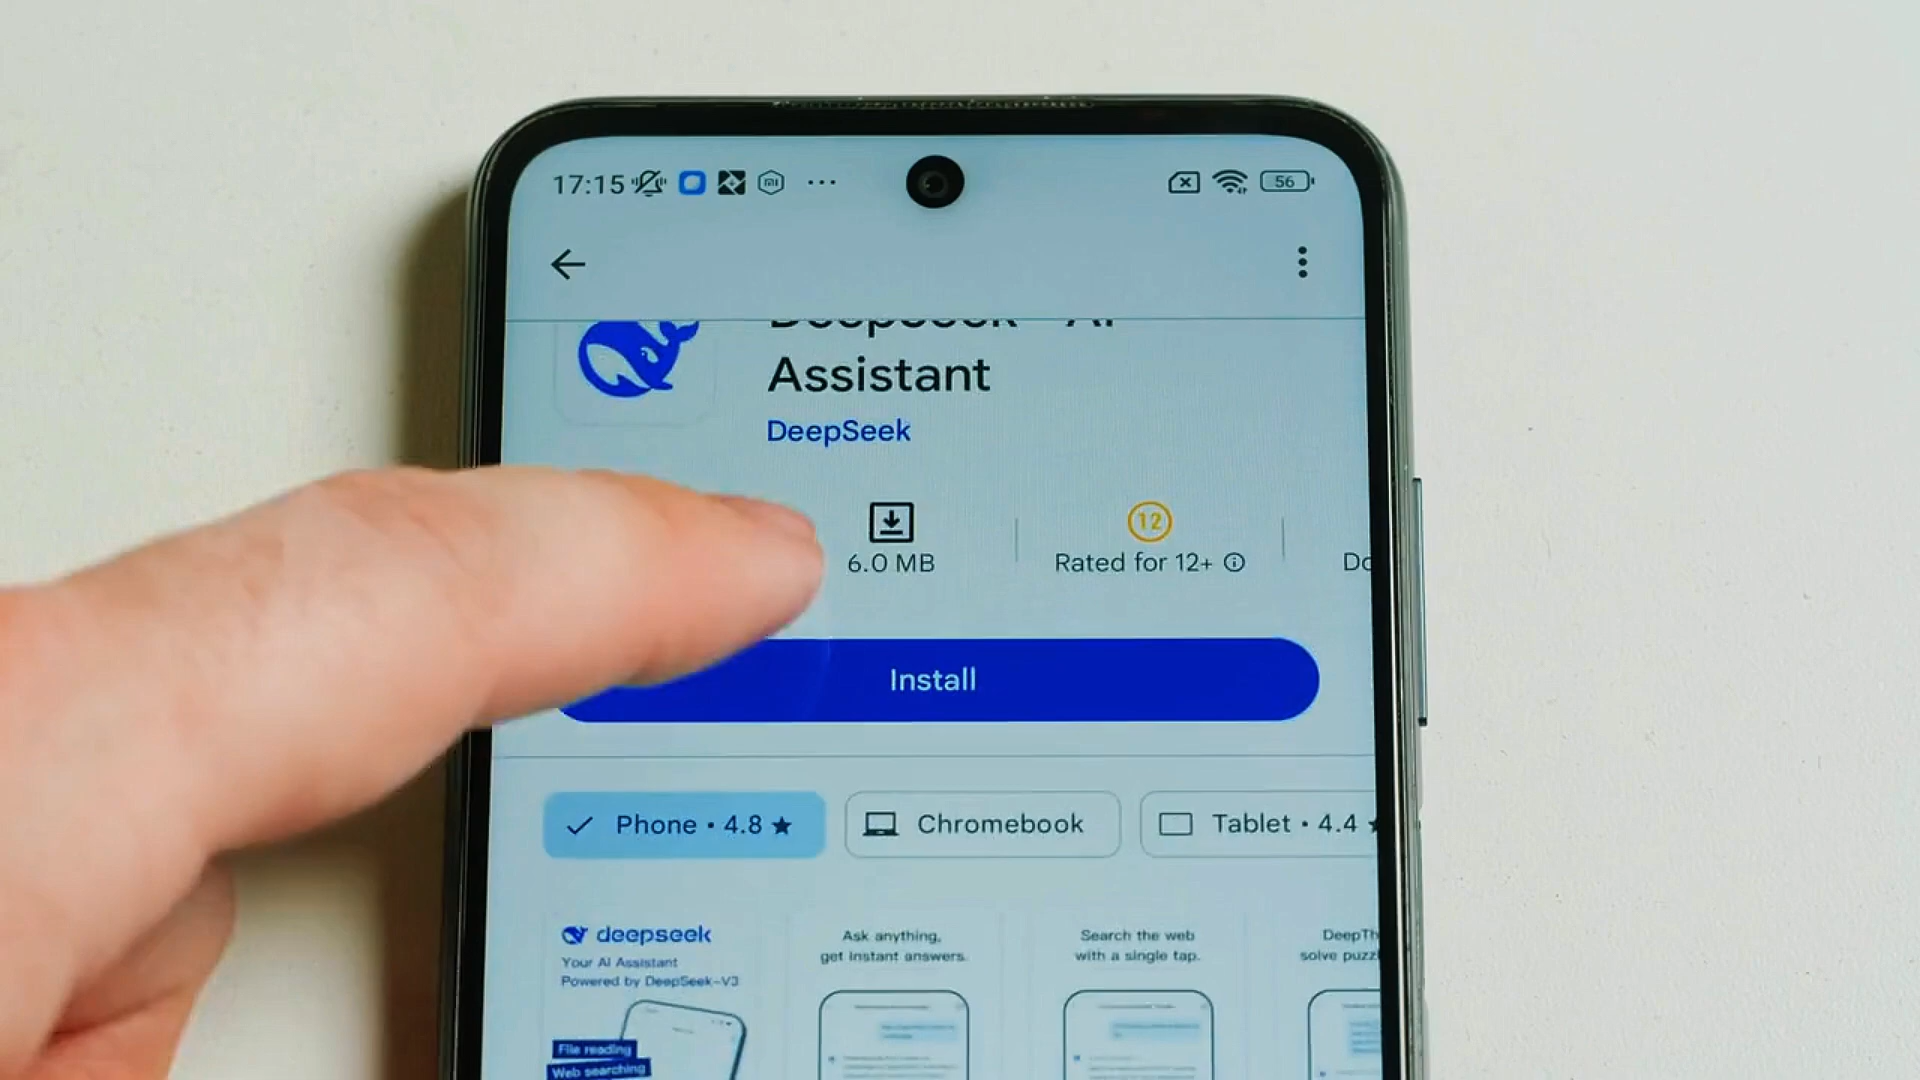 17:15 56
DeepSeek - AI
Assistant
DeepSeek
12
6.0 MB
Rated for 12+
Install
Phone • 4.8 ★
Chromebook
Tablet • 4.4 ★
deepseek
Your AI Assistant
Powered by DeepSeek-V3
File reading
Web searching
Ask anything,
get instant answers.
Search the web
with a single tap.